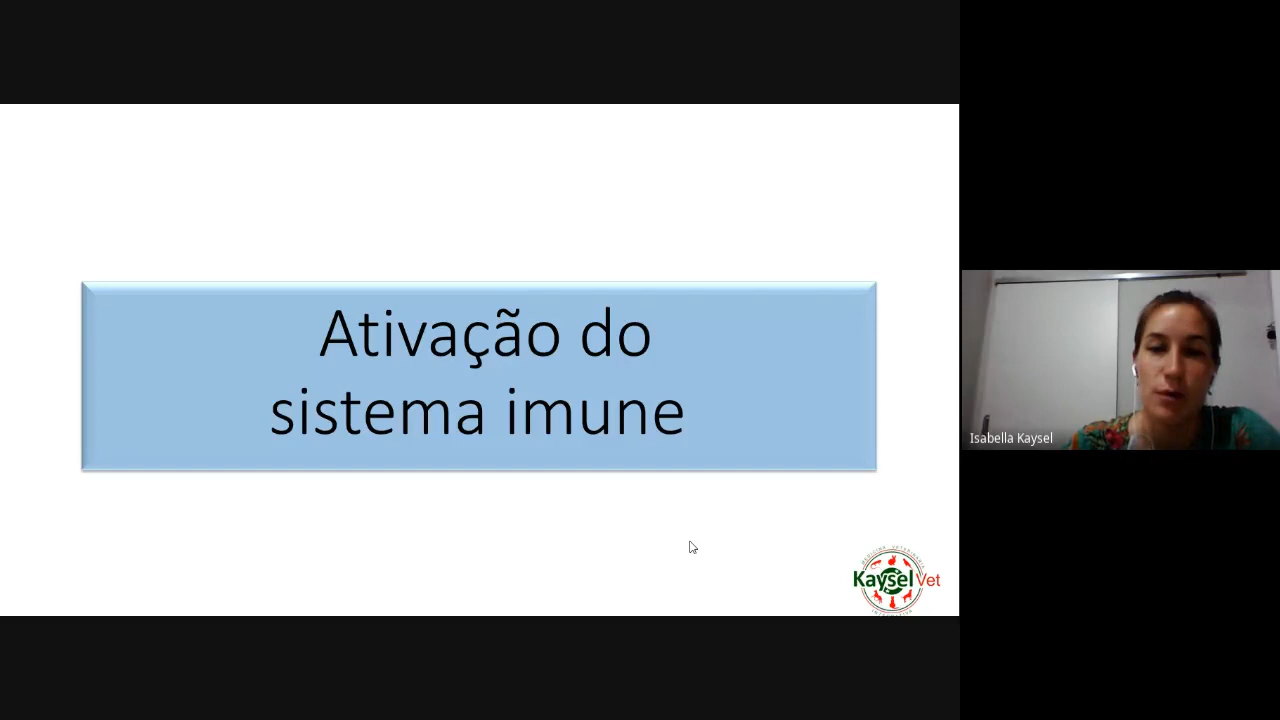 Ativação do
sistema imune
Isabella Kaysel
Kaysel Vet